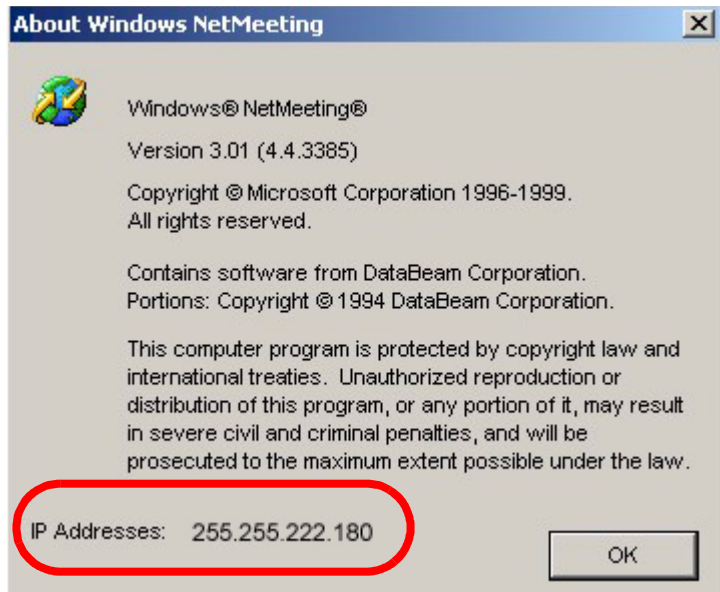 About Windows NetMeeting
Windows® NetMeeting®
Version 3.01 (4.4.3385)
Copyright © Microsoft Corporation 1996-1999.
All rights reserved.
Contains software from DataBeam Corporation.
Portions: Copyright © 1994 DataBeam Corporation.
This computer program is protected by copyright law and
international treaties.  Unauthorized reproduction or
distribution of this program, or any portion of it, may result
in severe civil and criminal penalties, and will be
prosecuted to the maximum extent possible under the law.
IP Addresses: 255.255.222.180
OK